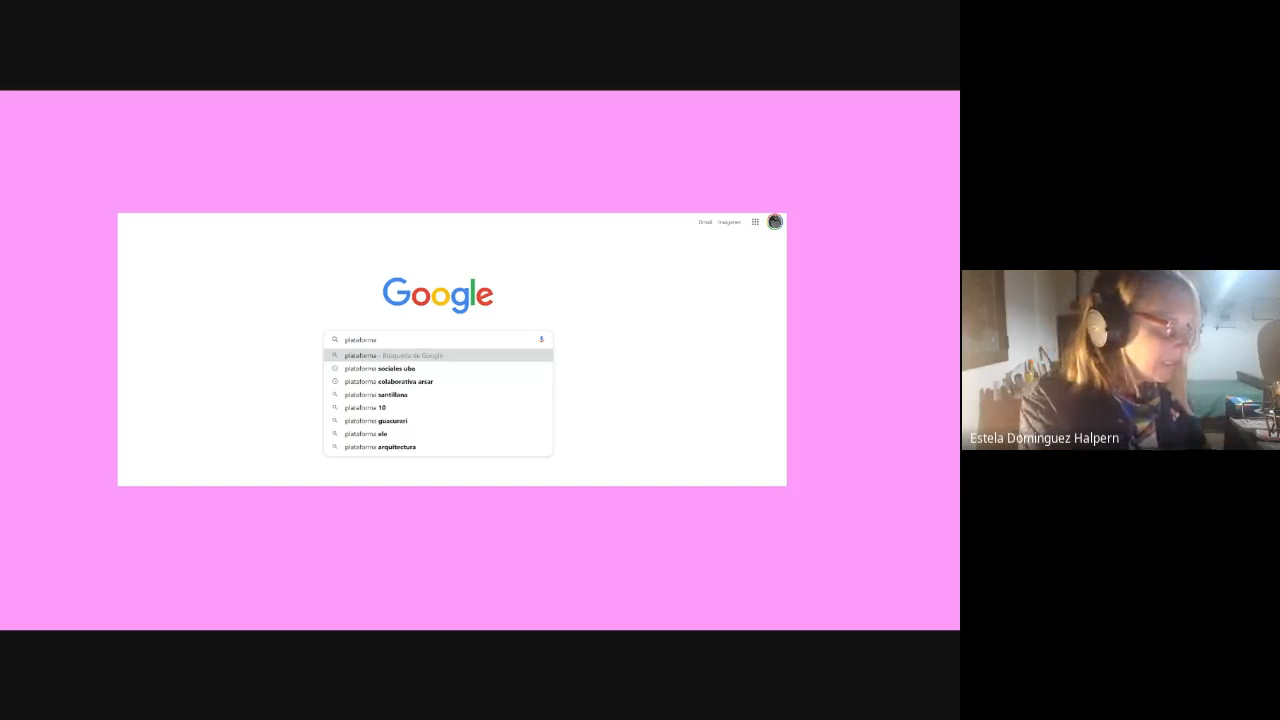 Gmail Imágenes
Google
plataforma
plataforma - Búsqueda de Google
plataforma sociales uba
plataforma colaborativa arsar
plataforma santillana
plataforma 10
plataforma guacurari
plataforma ele
plataforma arquitectura
Estela Dominguez Halpern